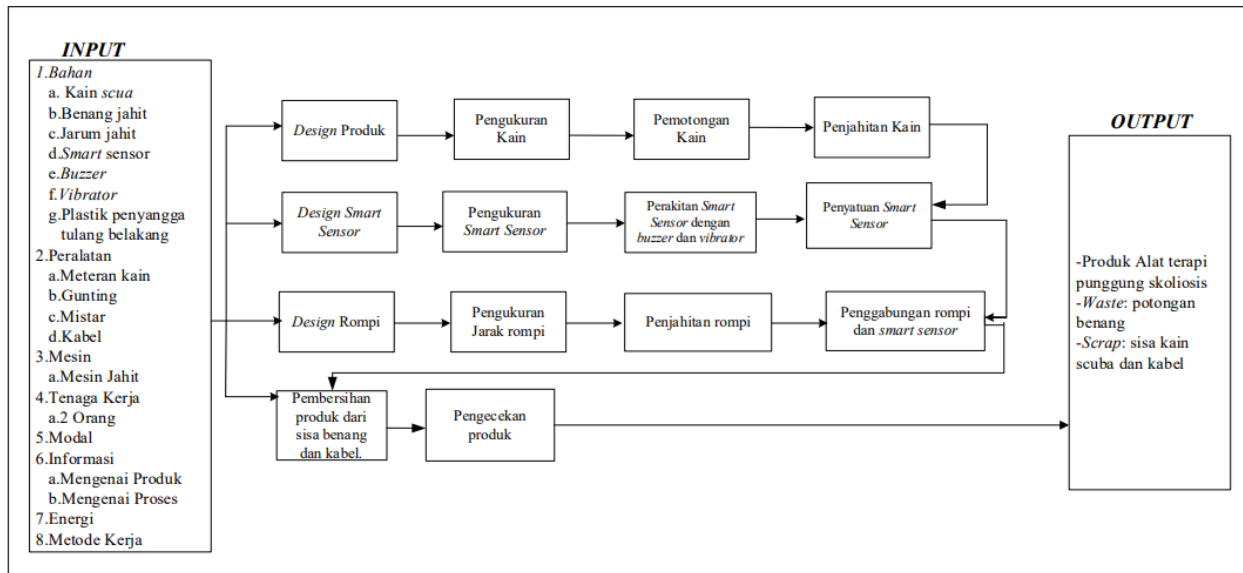 INPUT
1.Bahan
a. Kain scua
b.Benang jahit
c.Jarum jahit
d.Smart sensor
e.Buzzer
f.Vibrator
g.Plastik penyangga
tulang belakang
2.Peralatan
a.Meteran kain
b.Gunting
c.Mistar
d.Kabel
3.Mesin
a.Mesin Jahit
4.Tenaga Kerja
a.2 Orang
5.Modal
6.Informasi
a.Mengenai Produk
b.Mengenai Proses
7.Energi
8.Metode Kerja
Design Produk
Pengukuran
Kain
Pemotongan
Kain
Penjahitan Kain
Design Smart
Sensor
Pengukuran
Smart Sensor
Perakitan Smart
Sensor dengan
buzzer dan vibrator
Penyatuan Smart
Sensor
Design Rompi
Pengukuran
Jarak rompi
Penjahitan rompi
Penggabungan rompi
dan smart sensor
Pembersihan
produk dari
sisa benang
dan kabel.
Pengecekan
produk
OUTPUT
-Produk Alat terapi
punggung skoliosis
-Waste: potongan
benang
-Scrap: sisa kain
scuba dan kabel